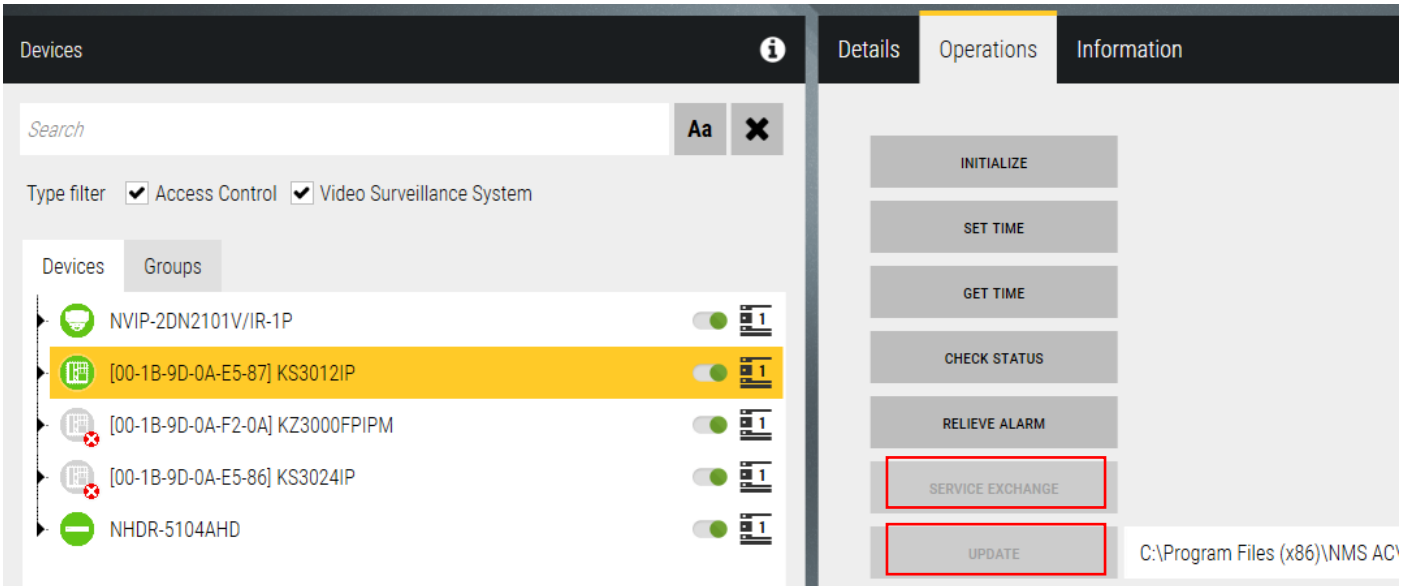 Devices
Details Operations Information
Search
Aa
Type filter Access Control Video Surveillance System
Devices Groups
NVIP-2DN2101V/IR-1P
1
[00-1B-9D-0A-E5-87] KS3012IP
1
[00-1B-9D-0A-F2-0A] KZ3000FPIPM
1
[00-1B-9D-0A-E5-86] KS3024IP
1
NHDR-5104AHD
1
INITIALIZE
SET TIME
GET TIME
CHECK STATUS
RELIEVE ALARM
SERVICE EXCHANGE
UPDATE
C:\Program Files (x86)\NMS AC\